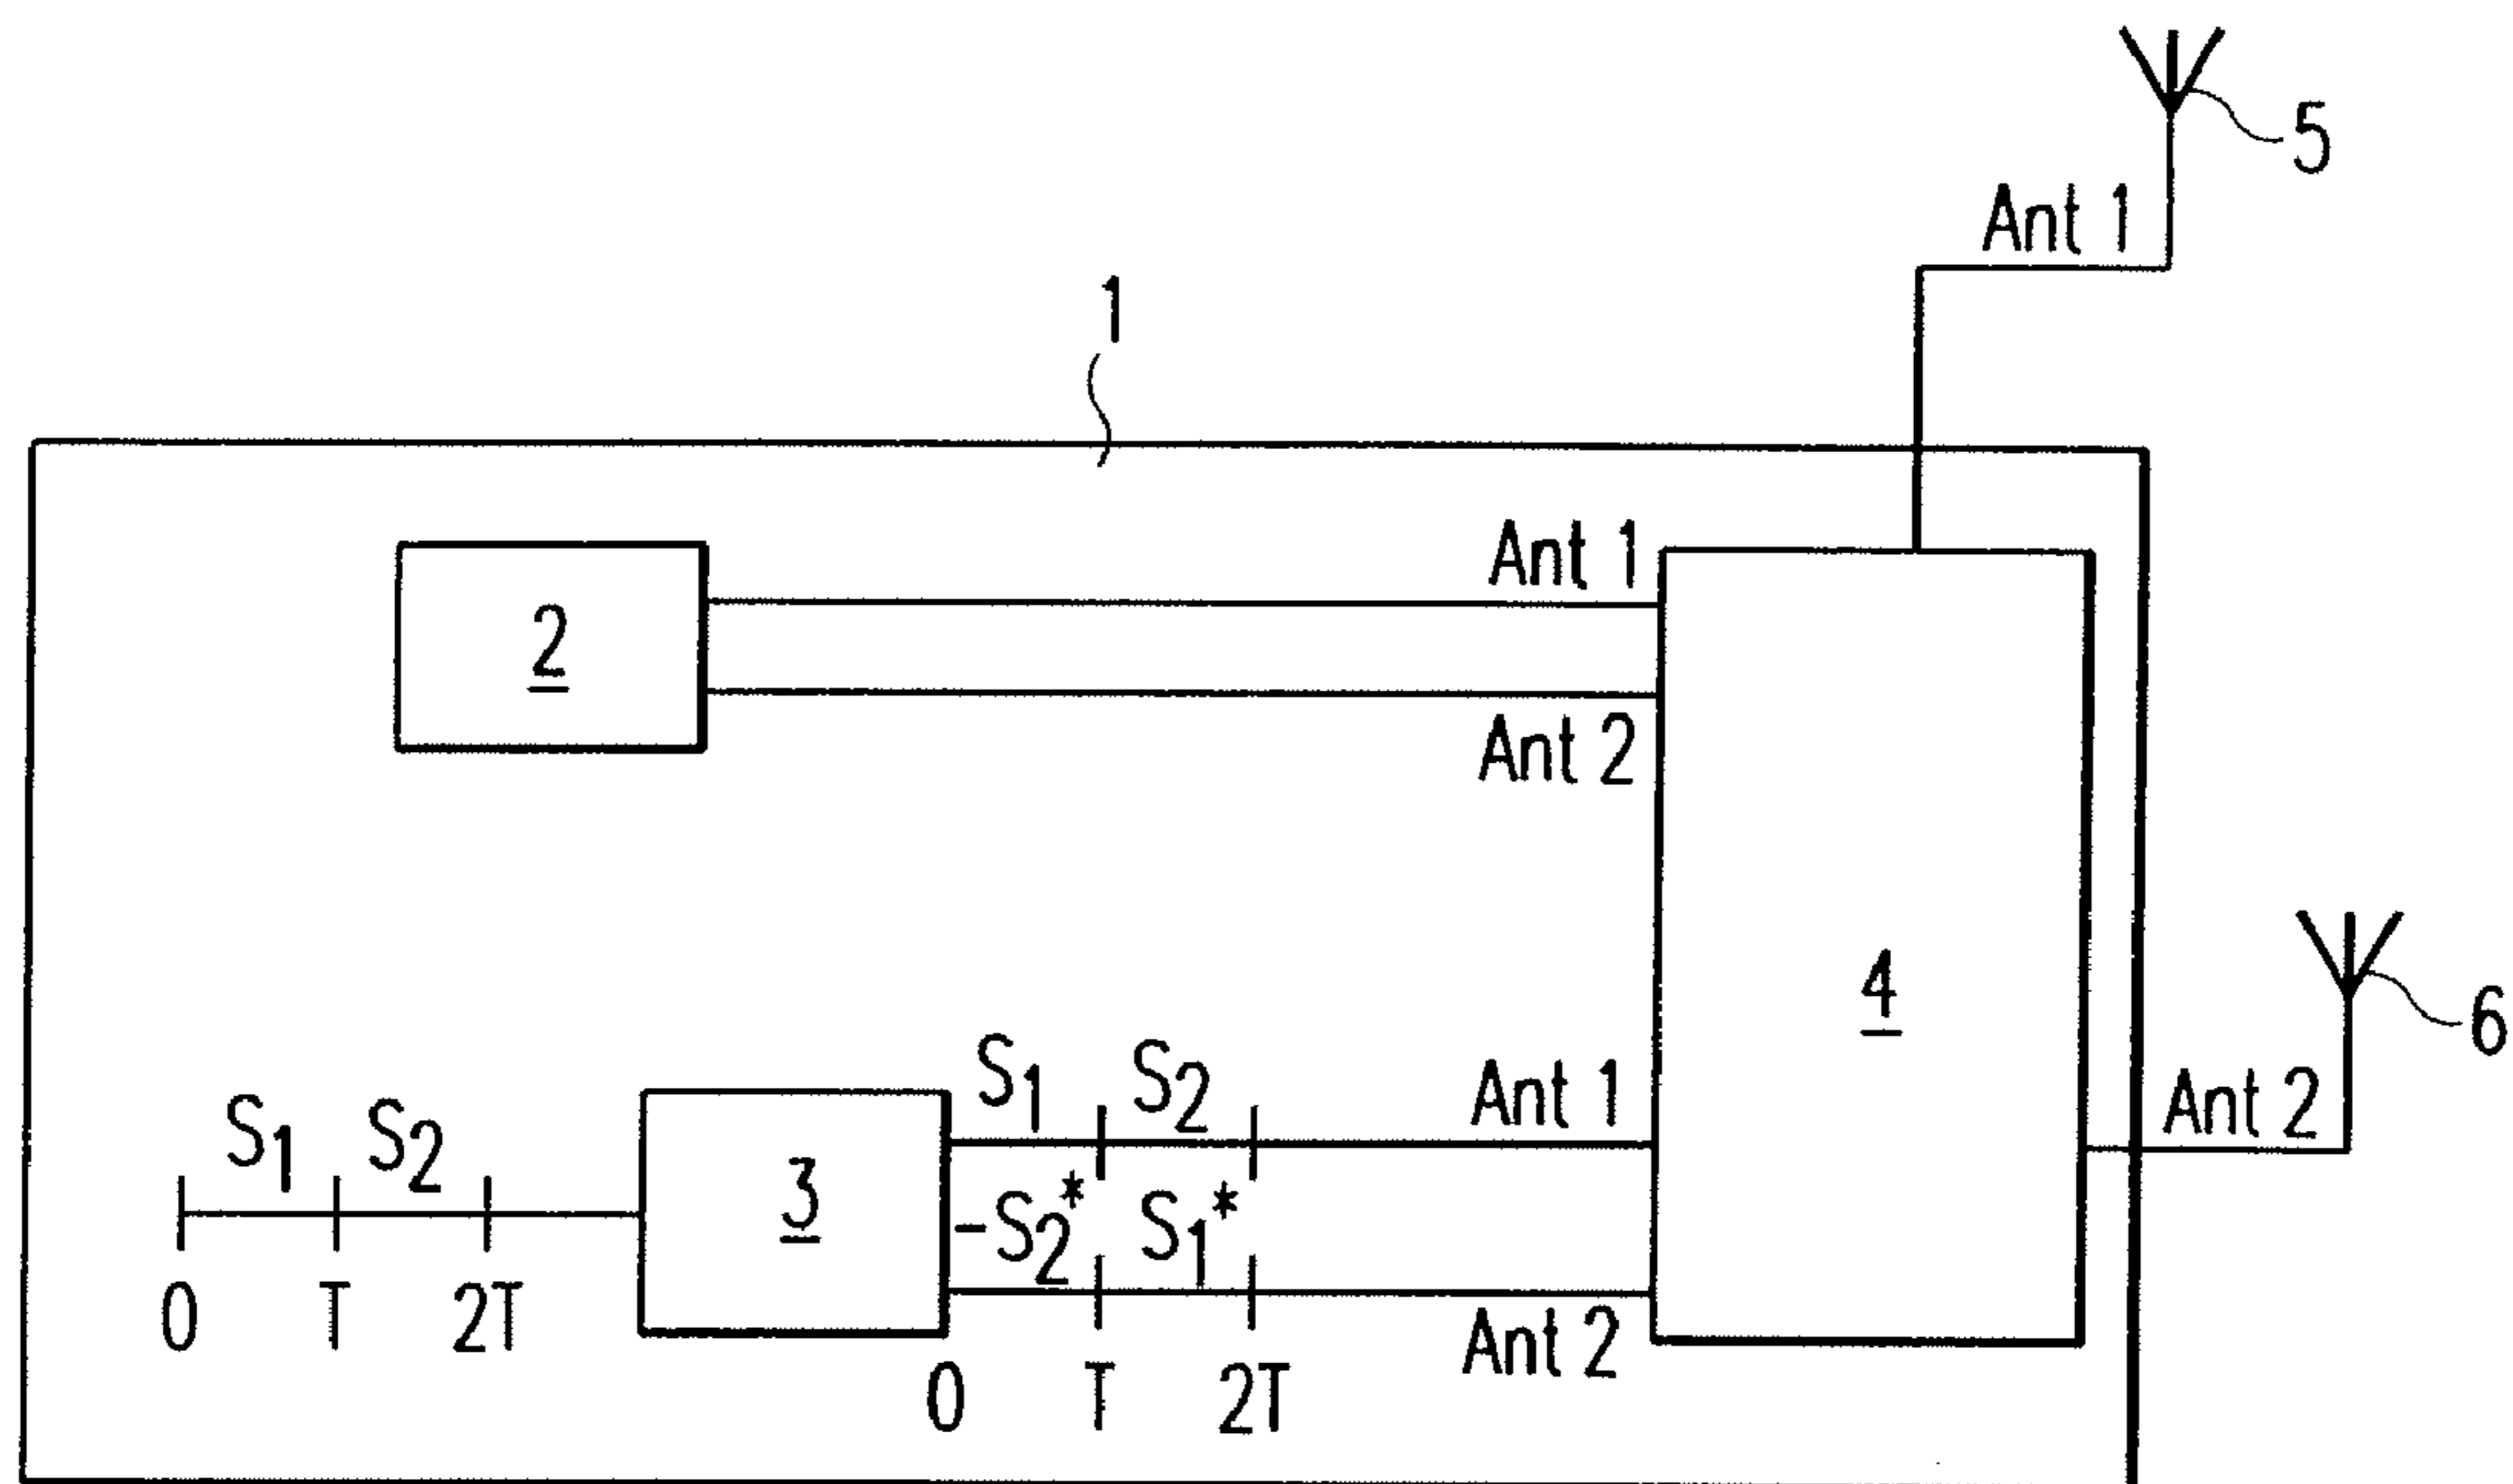 5
Ant 1
1
Ant 1
2
Ant 2
4
6
S1 S2 Ant 1 Ant 2
S1 S2
3
-S2* S1*
0 T 2T
Ant 2
0 T 2T